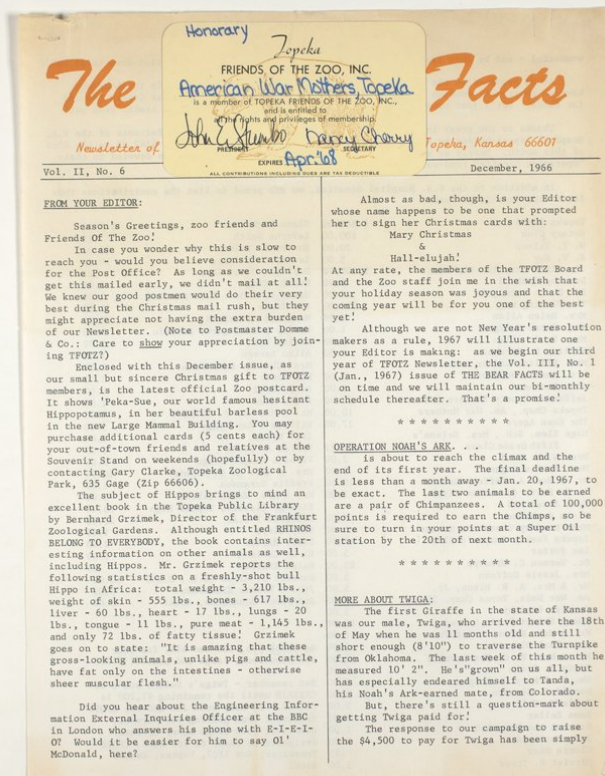 Honorary
Topeka
FRIENDS OF THE ZOO, INC.
American War Mothers, Topeka
is a member of TOPEKA FRIENDS OF THE ZOO, INC.,
and is entitled to
all the rights and privileges of membership.
John E. Nancy Cherry
PRESIDENT SECRETARY
EXPIRES Apr. '68
ALL CONTRIBUTIONS INCLUDING DUES ARE TAX DEDUCTIBLE
The Facts
Newsletter of Topeka, Kansas 66601
Vol. II, No. 6 December, 1966
FROM YOUR EDITOR:
Season's Greetings, zoo friends and
Friends Of The Zoo!
In case you wonder why this is slow to
reach you - would you believe consideration
for the Post Office? As long as we couldn't
get this mailed early, we didn't mail at all!
We knew our good postmen would do their very
best during the Christmas mail rush, but they
might appreciate not having the extra burden
of our Newsletter. (Note to Postmaster Domme
& Co.: Care to show your appreciation by join-
ing TFOTZ?)
Enclosed with this December issue, as
our small but sincere Christmas gift to TFOTZ
members, is the latest official Zoo postcard.
It shows 'Peka-Sue, our world famous hesitant
Hippopotamus, in her beautiful barless pool
in the new Large Mammal Building. You may
purchase additional cards (5 cents each) for
your out-of-town friends and relatives at the
Souvenir Stand on weekends (hopefully) or by
contacting Gary Clarke, Topeka Zoological
Park, 635 Gage (Zip 66606).
The subject of Hippos brings to mind an
excellent book in the Topeka Public Library
by Bernhard Grzimek, Director of the Frankfurt
Zoological Gardens. Although entitled RHINOS
BELONG TO EVERYBODY, the book contains inter-
esting information on other animals as well,
including Hippos. Mr. Grzimek reports the
following statistics on a freshly-shot bull
Hippo in Africa: total weight - 3,210 lbs.,
weight of skin - 555 lbs., bones - 617 lbs.,
liver - 60 lbs., heart - 17 lbs., lungs - 20
lbs., tongue - 11 lbs., pure meat - 1,145 lbs.,
and only 72 lbs. of fatty tissue! Grzimek
goes on to state: "It is amazing that these
gross-looking animals, unlike pigs and cattle,
have fat only on the intestines - otherwise
sheer muscular flesh."
Did you hear about the Engineering Infor-
mation External Inquiries Officer at the BBC
in London who answers his phone with E-I-E-I-
O? Would it be easier for him to say Ol'
McDonald, here?
Almost as bad, though, is your Editor
whose name happens to be one that prompted
her to sign her Christmas cards with:
Mary Christmas
&
Hall-elujah!
At any rate, the members of the TFOTZ Board
and the Zoo staff join me in the wish that
your holiday season was joyous and that the
coming year will be for you one of the best
yet!
Although we are not New Year's resolution
makers as a rule, 1967 will illustrate one
your Editor is making: as we begin our third
year of TFOTZ Newsletter, the Vol. III, No. 1
(Jan., 1967) issue of THE BEAR FACTS will be
on time and we will maintain our bi-monthly
schedule thereafter. That's a promise!
* * * * * * * * * *
OPERATION NOAH'S ARK. . .
is about to reach the climax and the
end of its first year. The final deadline
is less than a month away - Jan. 20, 1967, to
be exact. The last two animals to be earned
are a pair of Chimpanzees. A total of 100,000
points is required to earn the Chimps, so be
sure to turn in your points at a Super Oil
station by the 20th of next month.
* * * * * * * * * *
MORE ABOUT TWIGA:
The first Giraffe in the state of Kansas
was our male, Twiga, who arrived here the 18th
of May when he was 11 months old and still
short enough (8'10") to traverse the Turnpike
from Oklahoma. The last week of this month he
measured 10' 2". He's"grown" on us all, but
has especially endeared himself to Tanda,
his Noah's Ark-earned mate, from Colorado.
But, there's still a question-mark about
getting Twiga paid for!
The response to our campaign to raise
the $4,500 to pay for Twiga has been simply